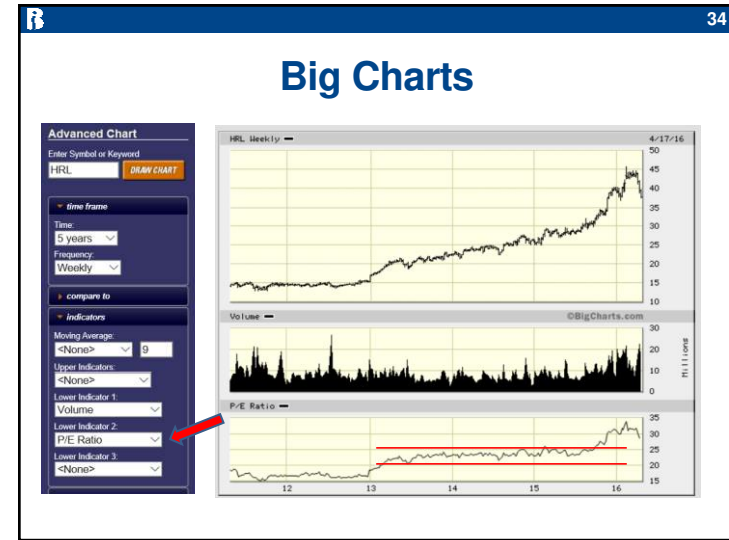 34
Big Charts
Advanced Chart
Enter Symbol or Keyword
HRL DRAW CHART
time frame
Time:
5 years
Frequency:
Weekly
compare to
indicators
Moving Average:
<None> 9
Upper Indicators:
<None>
Lower Indicator 1:
Volume
Lower Indicator 2:
P/E Ratio
Lower Indicator 3:
<None>
HRL Weekly 4/17/16
50
45
40
35
30
25
20
15
10
Volume ©BigCharts.com
30
20
10
0
Millions
P/E Ratio
35
30
25
20
15
12 13 14 15 16